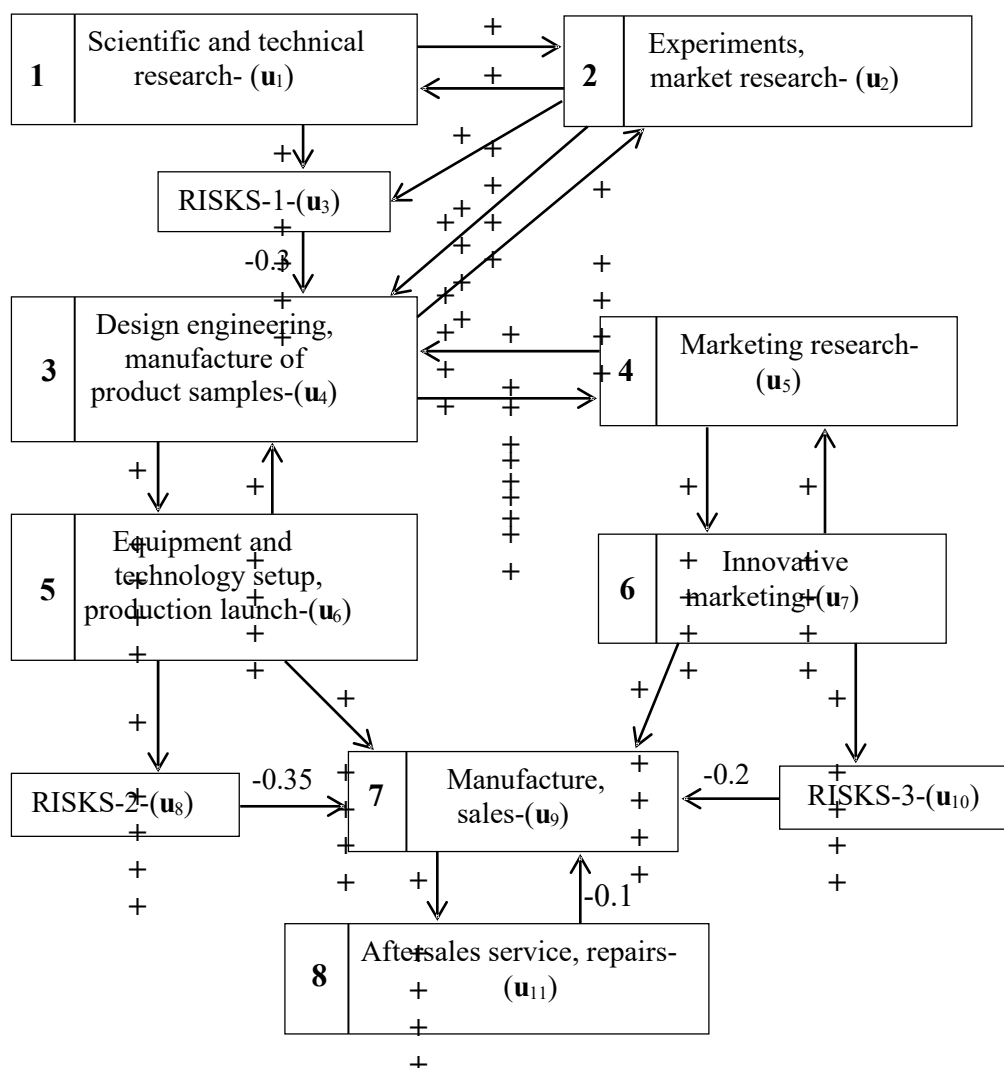 Scientific and technical
research- (u1)
1
Experiments,
market research- (u2)
2
RISKS-1-(u3)
-0.3
Design engineering,
manufacture of
product samples-(u4)
3
Marketing research-
(u5)
4
Equipment and
technology setup,
production launch-(u6)
5
Innovative
marketing-(u7)
6
RISKS-2-(u8)
-0.35
Manufacture,
sales-(u9)
7
-0.2
RISKS-3-(u10)
-0.1
Aftersales service, repairs-
(u11)
8